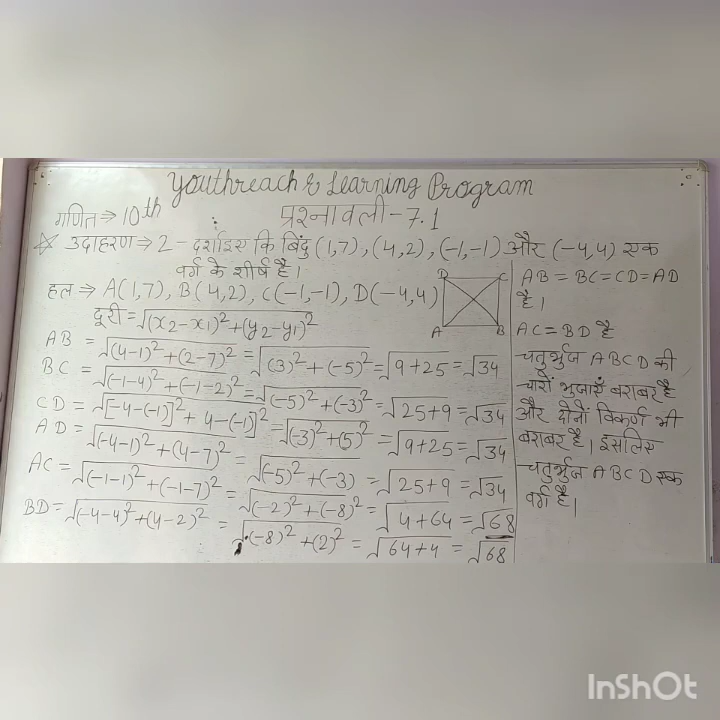 Youthreach & Learning Program
गणित ⇒ 10th
प्रश्नावली - 7.1
☆ उदाहरण ⇒ 2 - दर्शाइए कि बिंदु (1,7), (4,2), (-1,-1) और (-4,4) एक
वर्ग के शीर्ष है।
हल ⇒ A(1,7), B(4,2), C(-1,-1), D(-4,4)
दूरी = √(x₂-x₁)²+(y₂-y₁)²
AB = √(4-1)²+(2-7)² = √(3)²+(-5)² = √9+25 = √34
BC = √(-1-4)²+(-1-2)² = √(-5)²+(-3)² = √25+9 = √34
CD = √[-4-(-1)]²+4-(-1)]² = √(-3)²+(5)² = √9+25 = √34
AD = √(-4-1)²+(4-7)² = √(-5)²+(-3) = √25+9 = √34
AC = √(-1-1)²+(-1-7)² = √(-2)²+(-8)² = √4+64 = √68
BD = √(-4-4)²+(4-2)² = √(-8)²+(2)² = √64+4 = √68
D C
A B
AB = BC = CD = AD
है।
AC = BD है
चतुर्भुज ABCD की
चारों भुजाएँ बराबर है
और दोनों विकर्ण भी
बराबर है। इसलिए
चतुर्भुज ABCD एक
वर्ग है।
InShOt